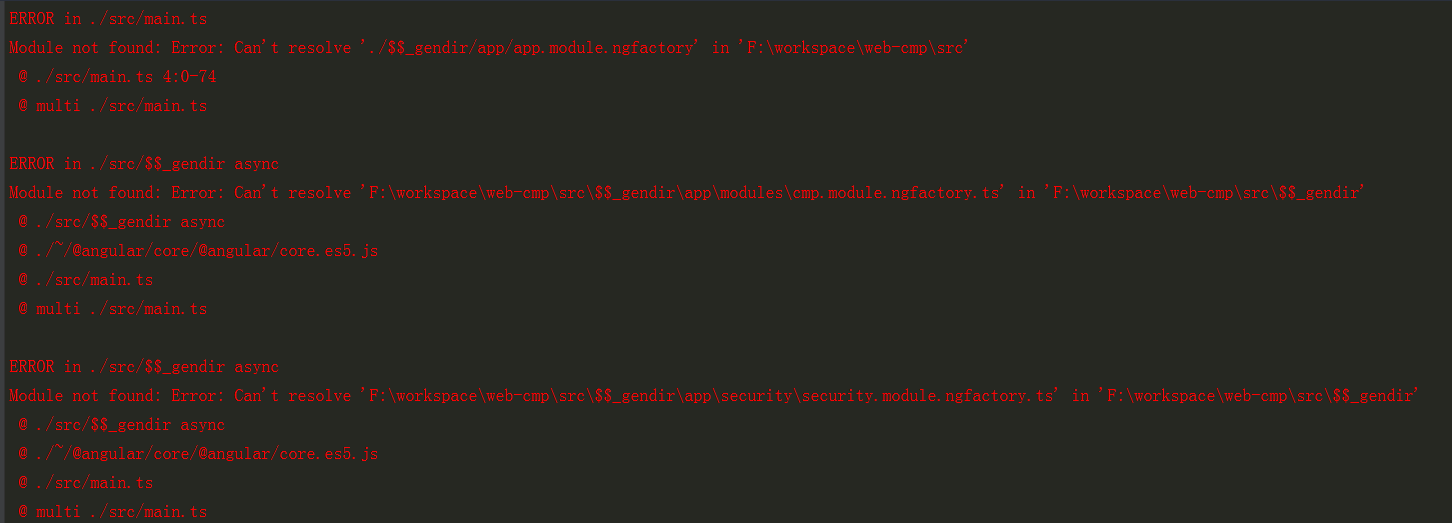 ERROR in ./src/main.ts
Module not found: Error: Can't resolve './$$_gendir/app/app.module.ngfactory' in 'F:\workspace\web-cmp\src'
 @ ./src/main.ts 4:0-74
 @ multi ./src/main.ts

ERROR in ./src/$$_gendir async
Module not found: Error: Can't resolve 'F:\workspace\web-cmp\src\$$_gendir\app\modules\cmp.module.ngfactory.ts' in 'F:\workspace\web-cmp\src\$$_gendir'
 @ ./src/$$_gendir async
 @ ./~/@angular/core/@angular/core.es5.js
 @ ./src/main.ts
 @ multi ./src/main.ts

ERROR in ./src/$$_gendir async
Module not found: Error: Can't resolve 'F:\workspace\web-cmp\src\$$_gendir\app\security\security.module.ngfactory.ts' in 'F:\workspace\web-cmp\src\$$_gendir'
 @ ./src/$$_gendir async
 @ ./~/@angular/core/@angular/core.es5.js
 @ ./src/main.ts
 @ multi ./src/main.ts